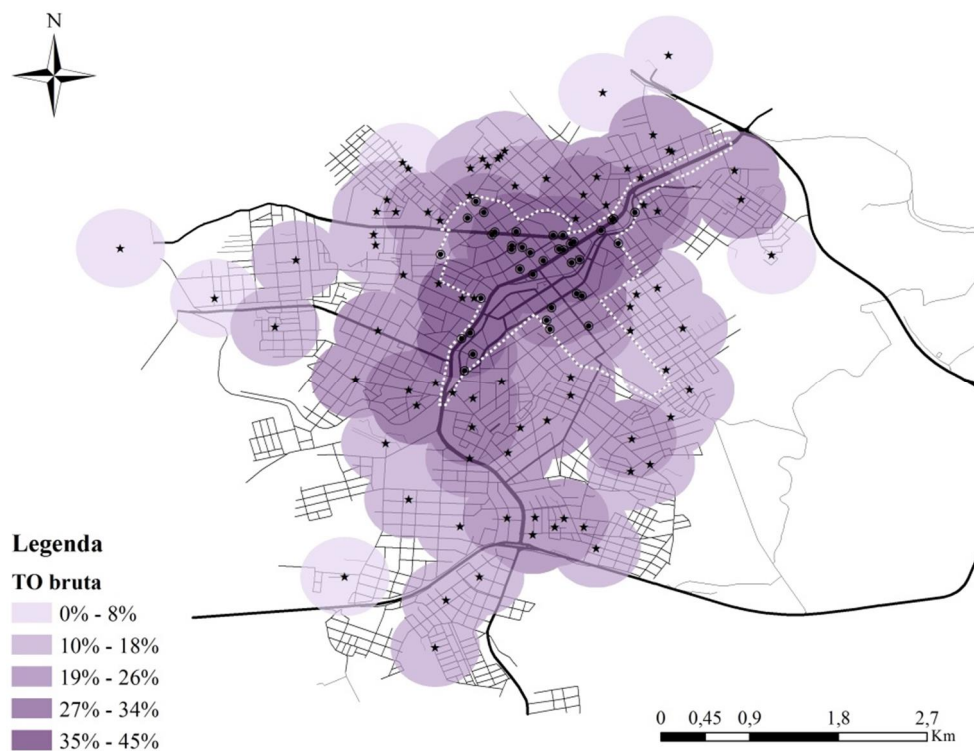 N
Legenda
TO bruta
0% - 8%
10% - 18%
19% - 26%
27% - 34%
35% - 45%
0 0,45 0,9 1,8 2,7
Km